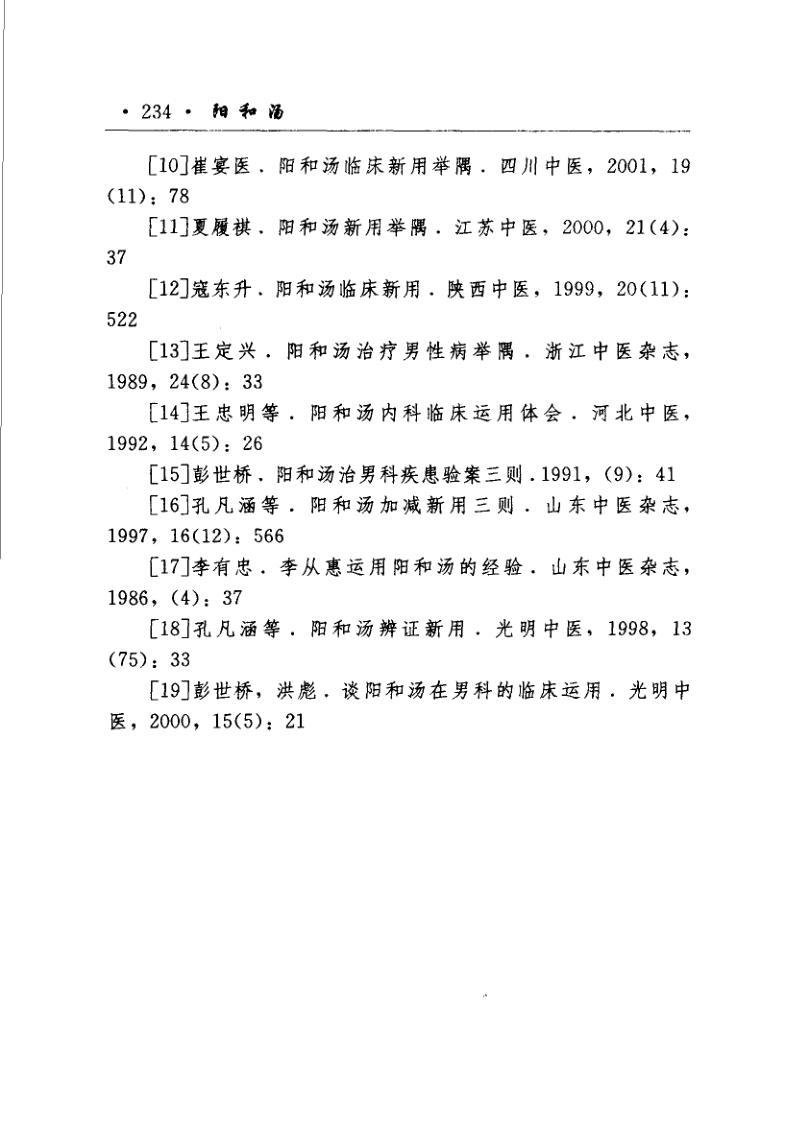 · 234 · 阳和汤
[10]崔宴医．阳和汤临床新用举隅．四川中医，2001，19
(11)：78
[11]夏履祺．阳和汤新用举隅．江苏中医，2000，21(4)：
37
[12]寇东升．阳和汤临床新用．陕西中医，1999，20(11)：
522
[13]王定兴．阳和汤治疗男性病举隅．浙江中医杂志，
1989，24(8)：33
[14]王忠明等．阳和汤内科临床运用体会．河北中医，
1992，14(5)：26
[15]彭世桥．阳和汤治男科疾患验案三则．1991，(9)：41
[16]孔凡涵等．阳和汤加减新用三则．山东中医杂志，
1997，16(12)：566
[17]李有忠．李从惠运用阳和汤的经验．山东中医杂志，
1986，(4)：37
[18]孔凡涵等．阳和汤辨证新用．光明中医，1998，13
(75)：33
[19]彭世桥，洪彪．谈阳和汤在男科的临床运用．光明中
医，2000，15(5)：21